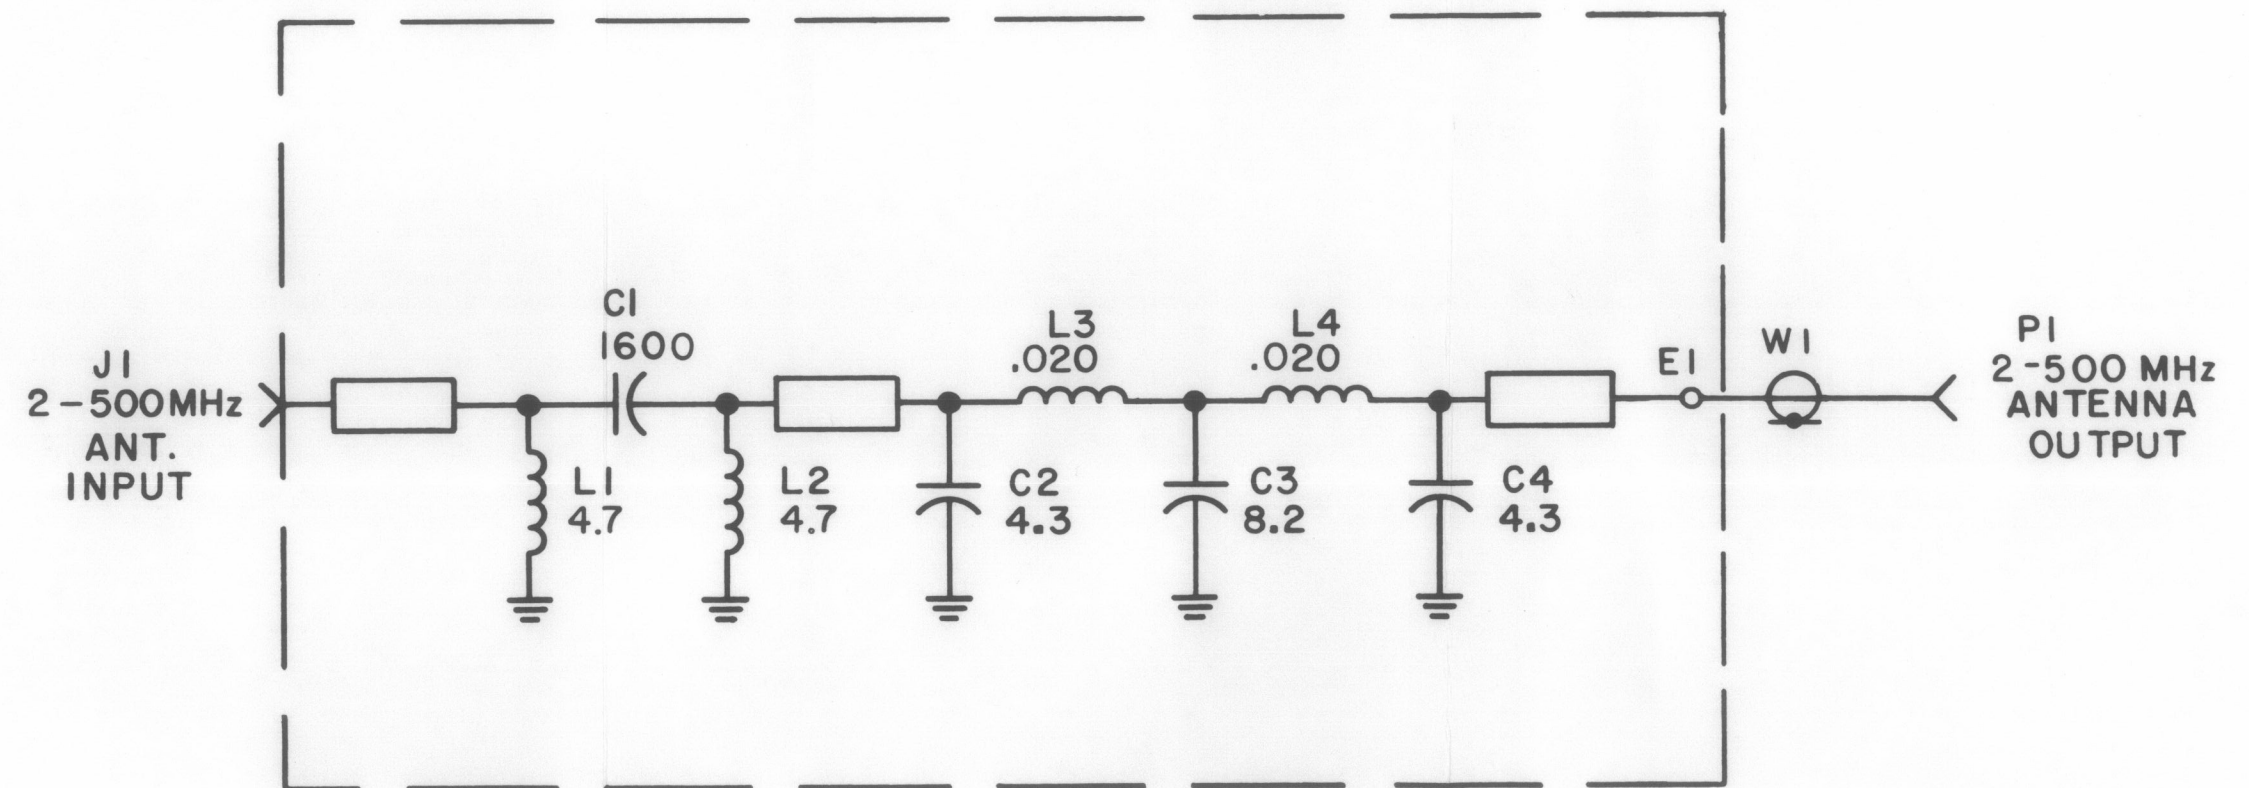 J1
2-500MHz
ANT.
INPUT
C1
1600
L1
4.7
L2
4.7
C2
4.3
L3
.020
C3
8.2
L4
.020
C4
4.3
E1
W1
P1
2-500 MHz
ANTENNA
OUTPUT